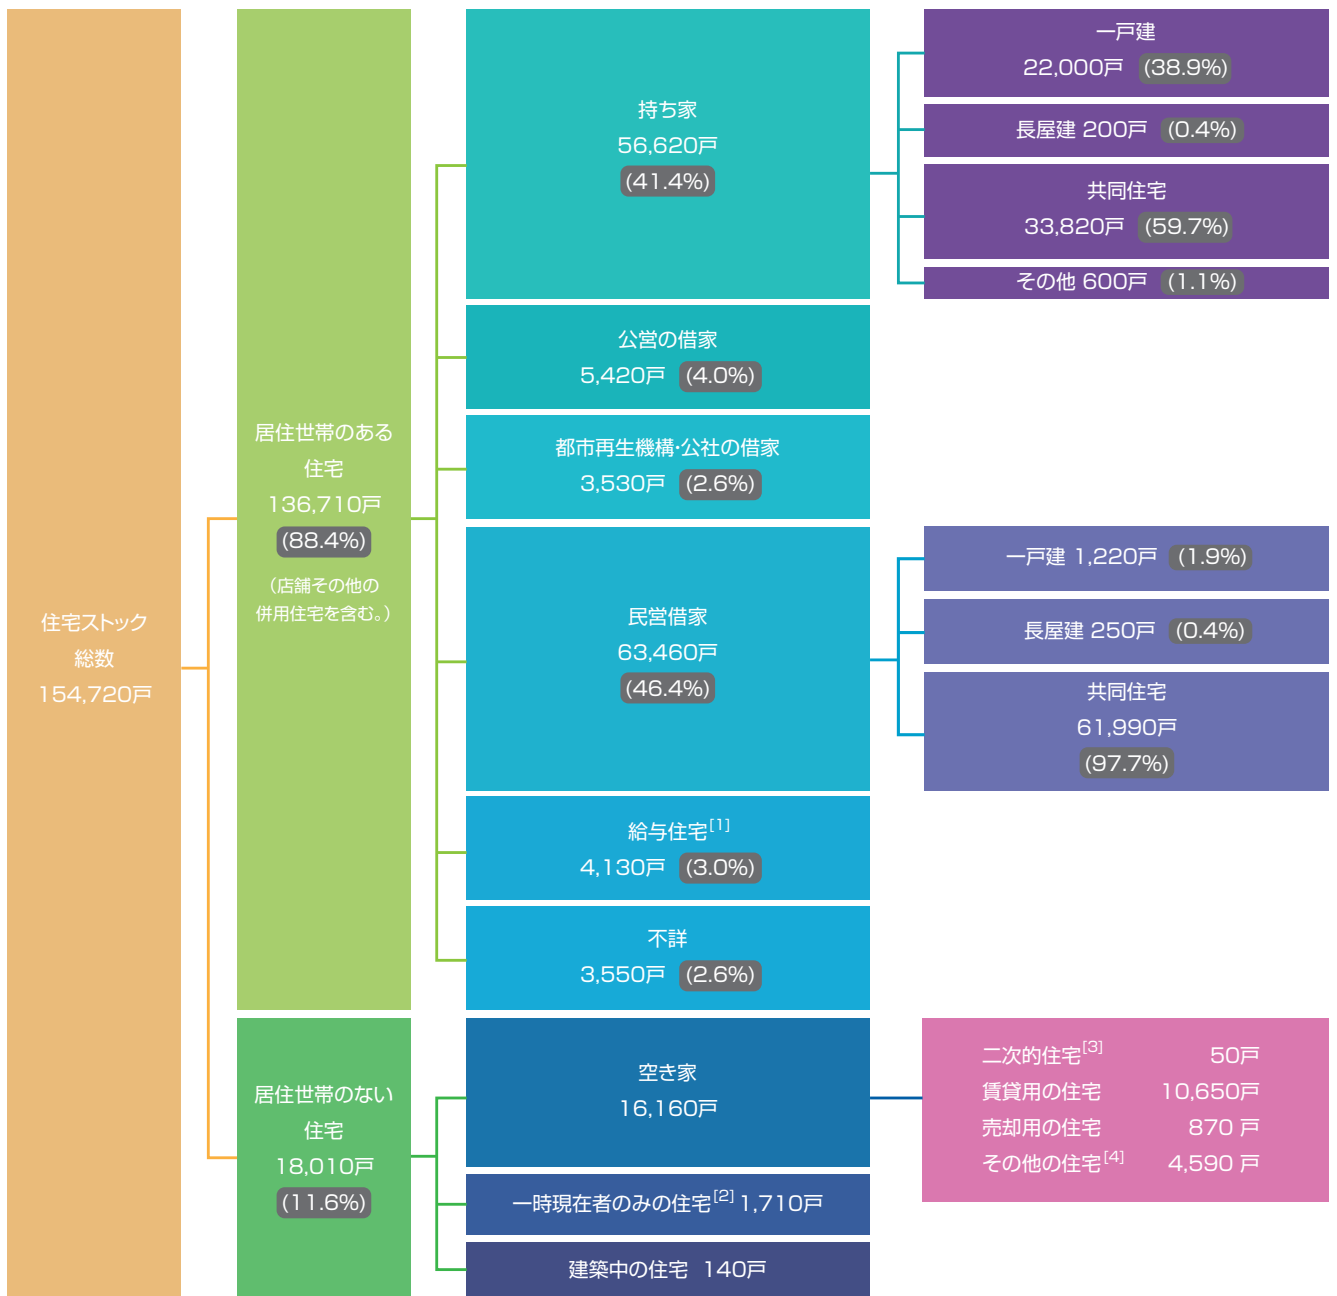 住宅ストック
総数
154,720戸
居住世帯のある
住宅
136,710戸
(88.4%)
（店舗その他の
併用住宅を含む。）
持ち家
56,620戸
(41.4%)
一戸建
22,000戸 (38.9%)
長屋建 200戸 (0.4%)
共同住宅
33,820戸 (59.7%)
その他 600戸 (1.1%)
公営の借家
5,420戸 (4.0%)
都市再生機構・公社の借家
3,530戸 (2.6%)
民営借家
63,460戸
(46.4%)
一戸建 1,220戸 (1.9%)
長屋建 250戸 (0.4%)
共同住宅
61,990戸
(97.7%)
給与住宅[1]
4,130戸 (3.0%)
不詳
3,550戸 (2.6%)
居住世帯のない
住宅
18,010戸
(11.6%)
空き家
16,160戸
二次的住宅[3] 50戸
賃貸用の住宅 10,650戸
売却用の住宅 870 戸
その他の住宅[4] 4,590 戸
一時現在者のみの住宅[2] 1,710戸
建築中の住宅 140戸